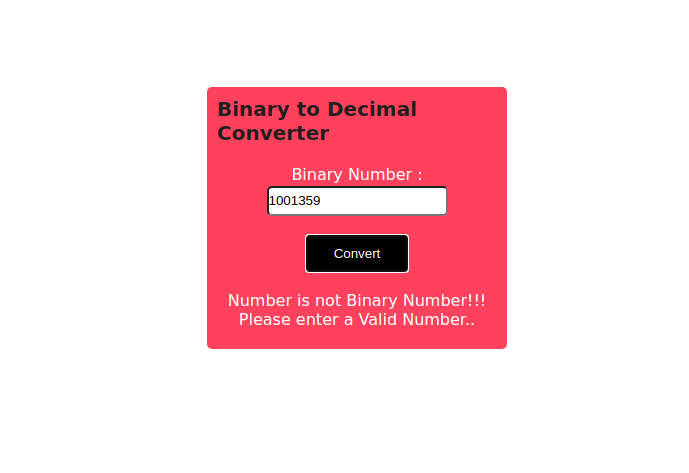 Binary to Decimal
Converter
Binary Number :
1001359
Convert
Number is not Binary Number!!!
Please enter a Valid Number..